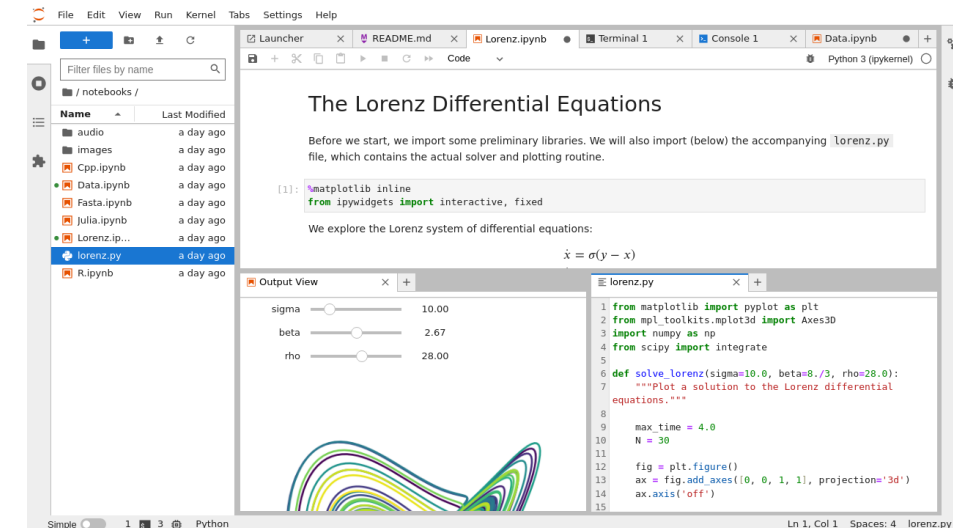 File Edit View Run Kernel Tabs Settings Help
+
Filter files by name
/ notebooks /
Name Last Modified
audio a day ago
images a day ago
Cpp.ipynb a day ago
Data.ipynb a day ago
Fasta.ipynb a day ago
Julia.ipynb a day ago
Lorenz.ip... a day ago
lorenz.py a day ago
R.ipynb a day ago
Launcher README.md Lorenz.ipynb Terminal 1 Console 1 Data.ipynb +
Code Python 3 (ipykernel)
The Lorenz Differential Equations
Before we start, we import some preliminary libraries. We will also import (below) the accompanying lorenz.py
file, which contains the actual solver and plotting routine.
[1]: %matplotlib inline
from ipywidgets import interactive, fixed
We explore the Lorenz system of differential equations:
ẋ = σ(y − x)
Output View +
sigma 10.00
beta 2.67
rho 28.00
lorenz.py +
1 from matplotlib import pyplot as plt
2 from mpl_toolkits.mplot3d import Axes3D
3 import numpy as np
4 from scipy import integrate
5
6 def solve_lorenz(sigma=10.0, beta=8./3, rho=28.0):
7 """Plot a solution to the Lorenz differential
equations."""
8
9 max_time = 4.0
10 N = 30
11
12 fig = plt.figure()
13 ax = fig.add_axes([0, 0, 1, 1], projection='3d')
14 ax.axis('off')
15
Simple 1 3 Python Ln 1, Col 1 Spaces: 4 lorenz.py